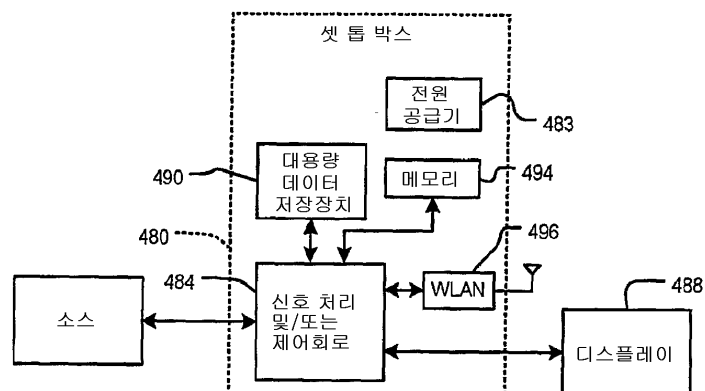 셋 톱 박스
전원
공급기
483
대용량
데이터
저장장치
490
메모리
494
480
496
484
신호 처리
및/또는
제어회로
WLAN
488
소스
디스플레이